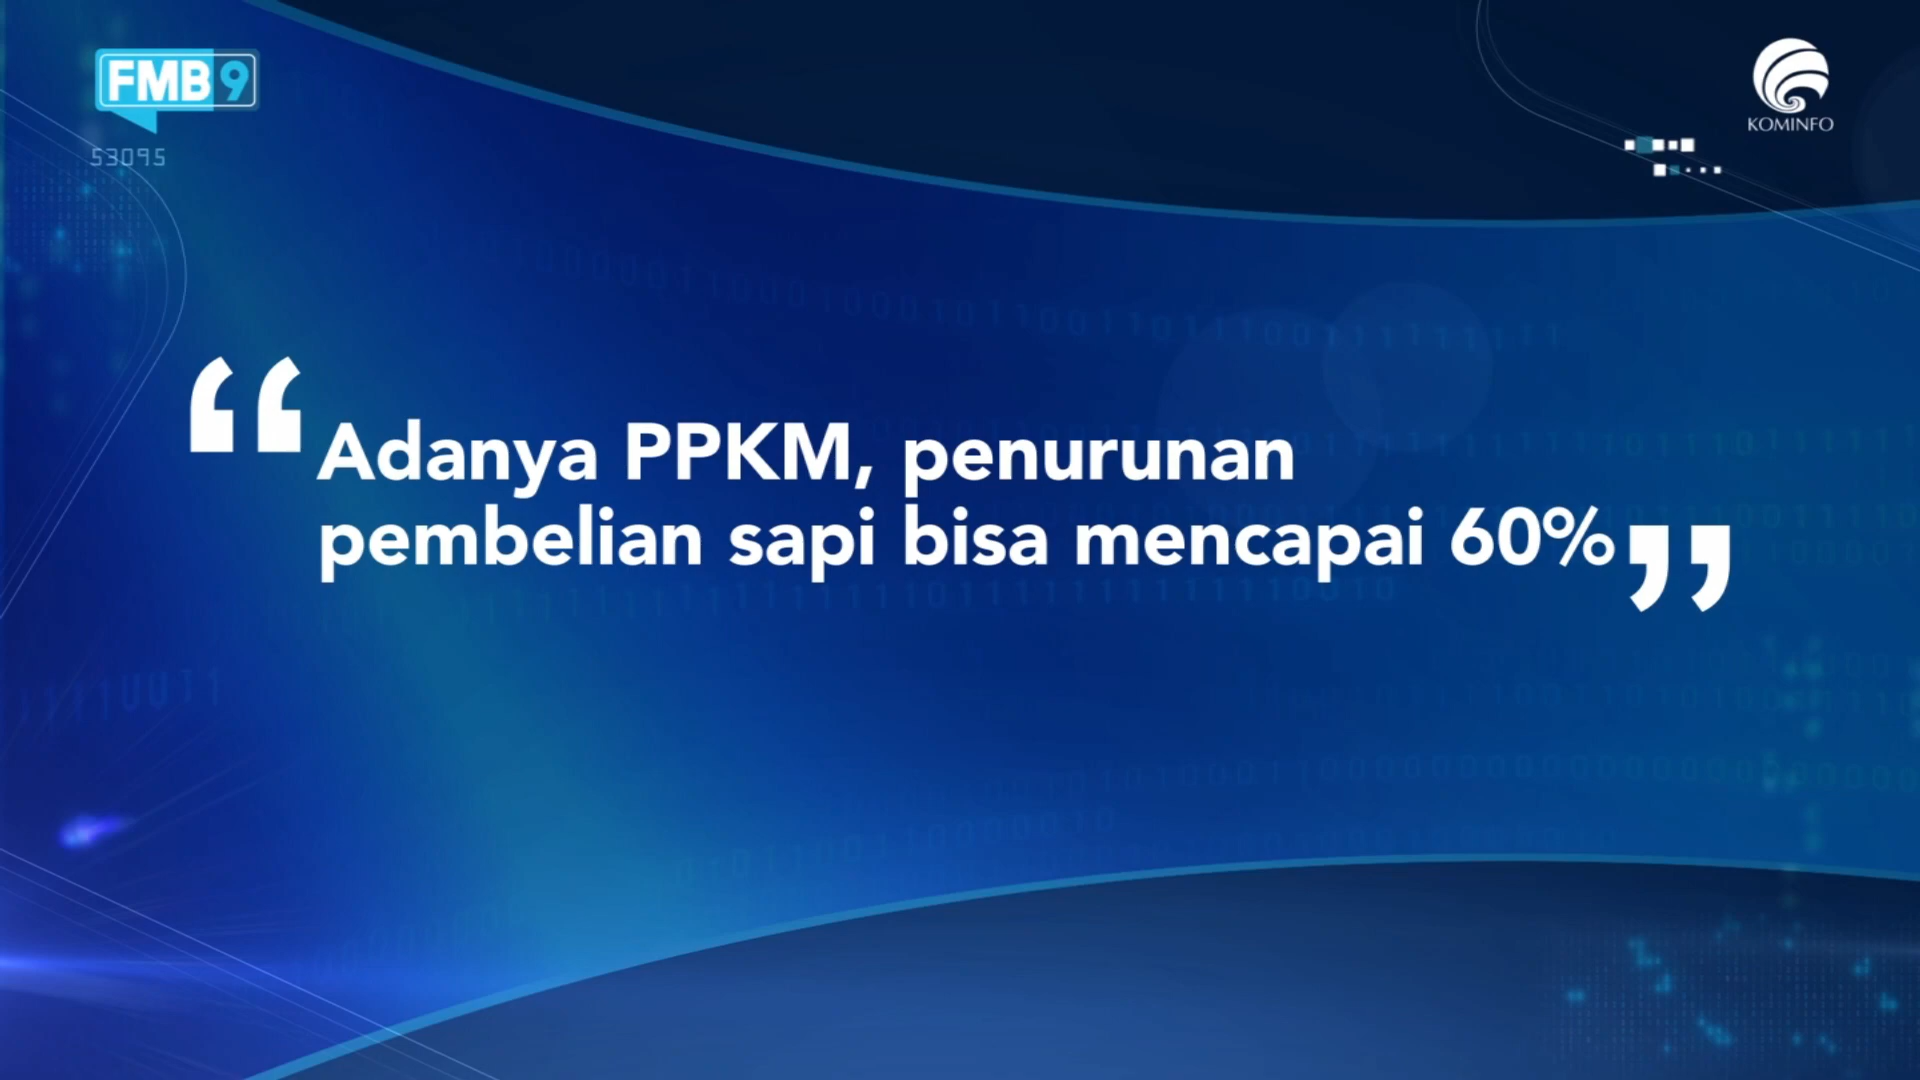 FMB9
KOMINFO
53095
“Adanya PPKM, penurunan
pembelian sapi bisa mencapai 60%”